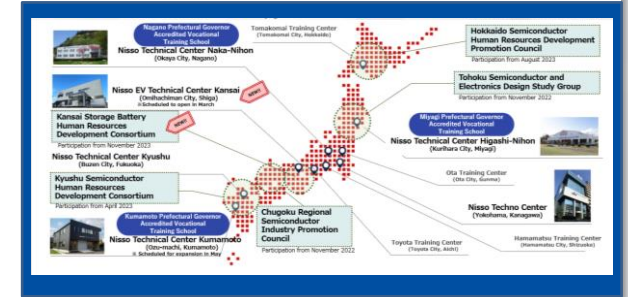 Nagano Prefectural Governor
Accredited Vocational
Training School
Nisso Technical Center Naka-Nihon
(Okaya City, Nagano)
Nisso EV Technical Center Kansai
(Omihachiman City, Shiga)
※Scheduled to open in March
NEW!
Kansai Storage Battery
Human Resources
Development Consortium
NEW!
Participation from November 2023
Nisso Technical Center Kyushu
(Buzen City, Fukuoka)
Kyushu Semiconductor
Human Resources
Development Consortium
Participation from April 2023
Kumamoto Prefectural Governor
Accredited Vocational
Training School
Nisso Technical Center Kumamoto
(Ozu-machi, Kumamoto)
※ Scheduled for expansion in May
Tomakomai Training Center
(Tomakomai City, Hokkaido)
Hokkaido Semiconductor
Human Resources Development
Promotion Council
Participation from August 2023
Tohoku Semiconductor and
Electronics Design Study Group
Participation from November 2022
Miyagi Prefectural Governor
Accredited Vocational
Training School
Nisso Technical Center Higashi-Nihon
(Kurihara City, Miyagi)
Ota Training Center
(Ota City, Gunma)
Nisso Techno Center
(Yokohama, Kanagawa)
Hamamatsu Training Center
(Hamamatsu City, Shizuoka)
Toyota Training Center
(Toyota City, Aichi)
Chugoku Regional
Semiconductor
Industry Promotion
Council
Participation from November 2022